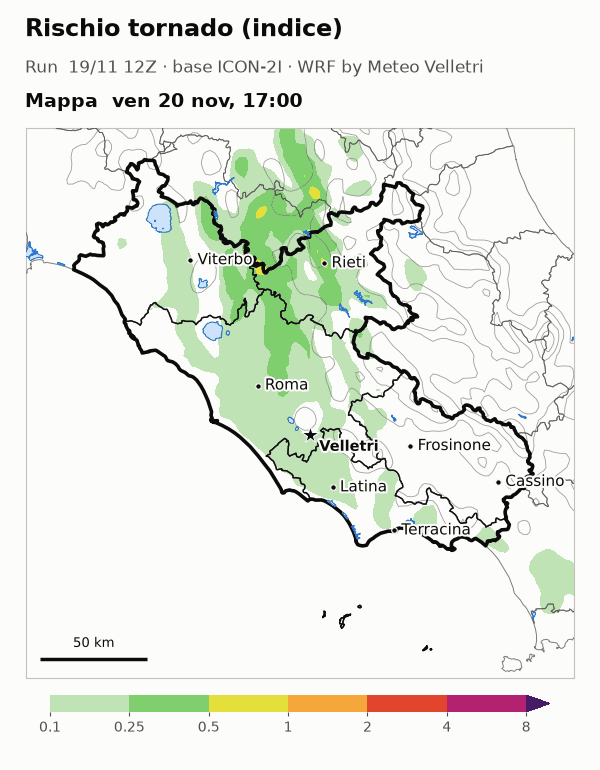 Rischio tornado (indice)
Run  19/11 12Z · base ICON-2I · WRF by Meteo Velletri
Mappa  ven 20 nov, 17:00
Viterbo
Rieti
Roma
Velletri
Frosinone
Latina
Cassino
Terracina
50 km
0.1 0.25 0.5 1 2 4 8